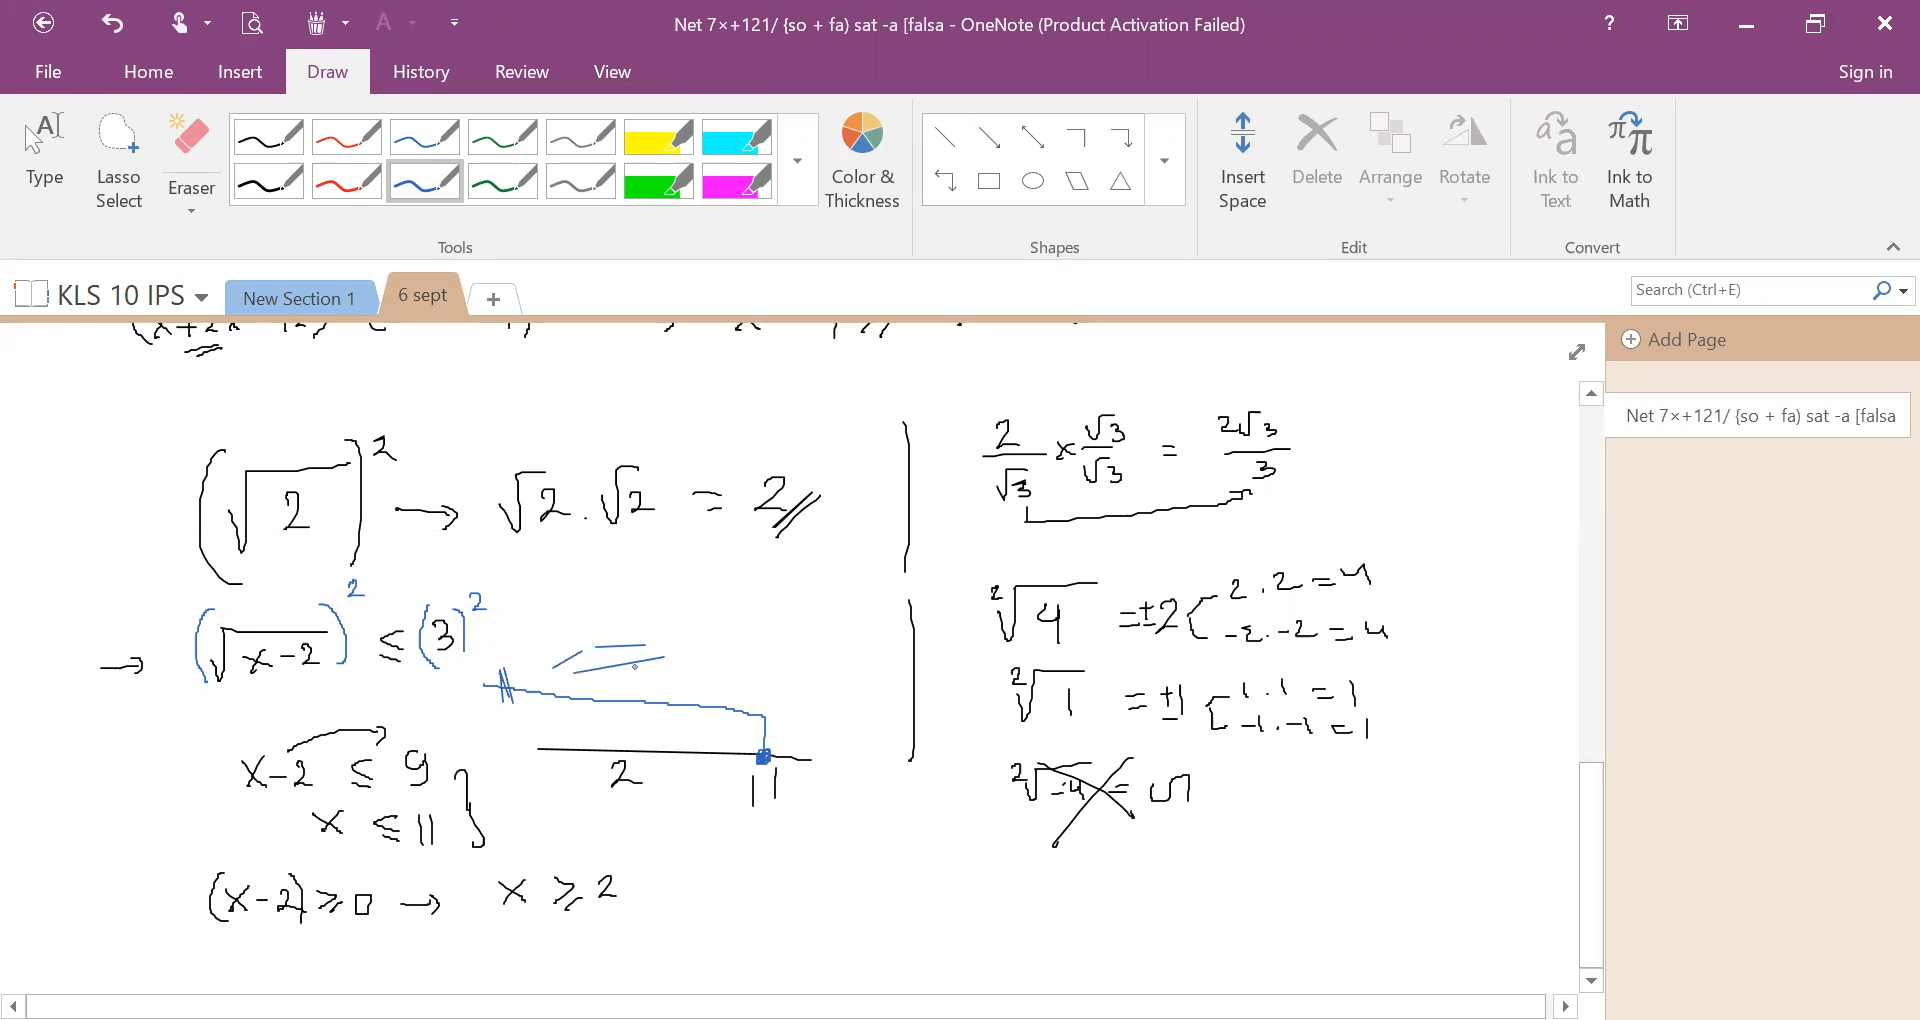 Net 7×+121/ {so + fa) sat -a [falsa - OneNote (Product Activation Failed)
?
File Home Insert Draw History Review View Sign in
Type
Lasso Select
Eraser
Color & Thickness
Insert Space
Delete
Arrange
Rotate
Ink to Text
Ink to Math
Tools Shapes Edit Convert
KLS 10 IPS New Section 1 6 sept + Search (Ctrl+E)
Add Page
Net 7×+121/ {so + fa) sat -a [falsa
(√2)² → √2 . √2 = 2
(√x-2)² ≤ (3)²
x-2 ≤ 9
x ≤ 11
(x-2) ≥ 0 → x ≥ 2
2 11
2/√3 × √3/√3 = 2√3/3
²√4 = ±2 2 . 2 = 4
-2 . -2 = 4
²√1 = ±1 1 . 1 = 1
-1 . -1 = 1
²√-4 =